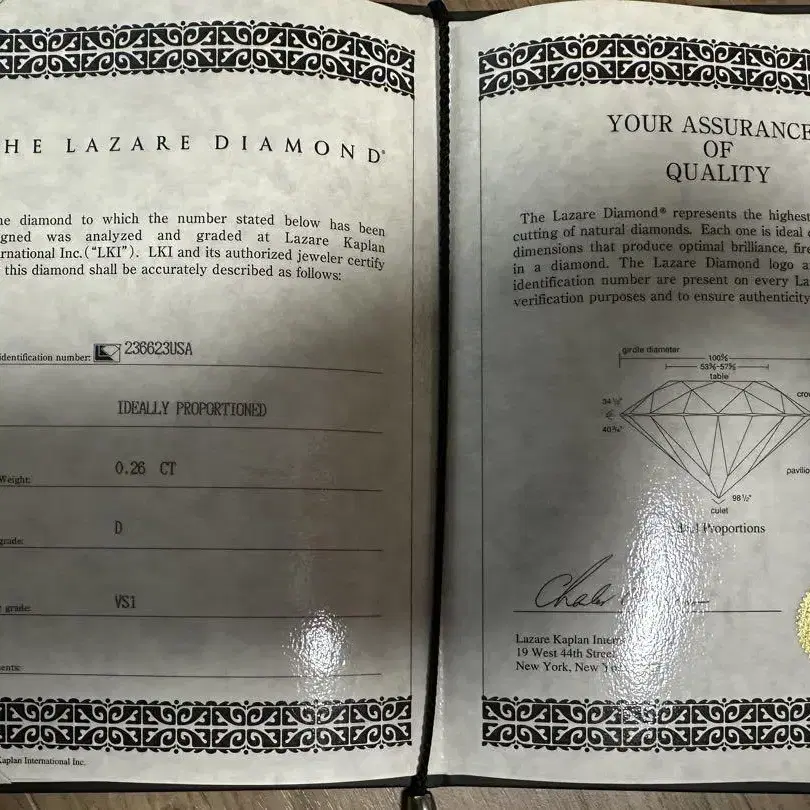 HE LAZARE DIAMOND®
he diamond to which the number stated below has been
gned was analyzed and graded at Lazare Kaplan
rnational Inc.("LKI"). LKI and its authorized jeweler certify
this diamond shall be accurately described as follows:
identification number: 236623USA
IDEALLY PROPORTIONED
Weight: 0.26 CT
grade: D
grade: VS1
ents:
Kaplan International Inc.
YOUR ASSURANCE
OF
QUALITY
The Lazare Diamond® represents the highest
cutting of natural diamonds. Each one is ideal
dimensions that produce optimal brilliance, fire
in a diamond. The Lazare Diamond logo a
identification number are present on every La
verification purposes and to ensure authenticity
girdle diameter
100%
53%-57%
table
34½°
crow
40¾°
pavilio
98½°
culet
Proportions
Lazare Kaplan Intern
19 West 44th Street
New York, New Yo